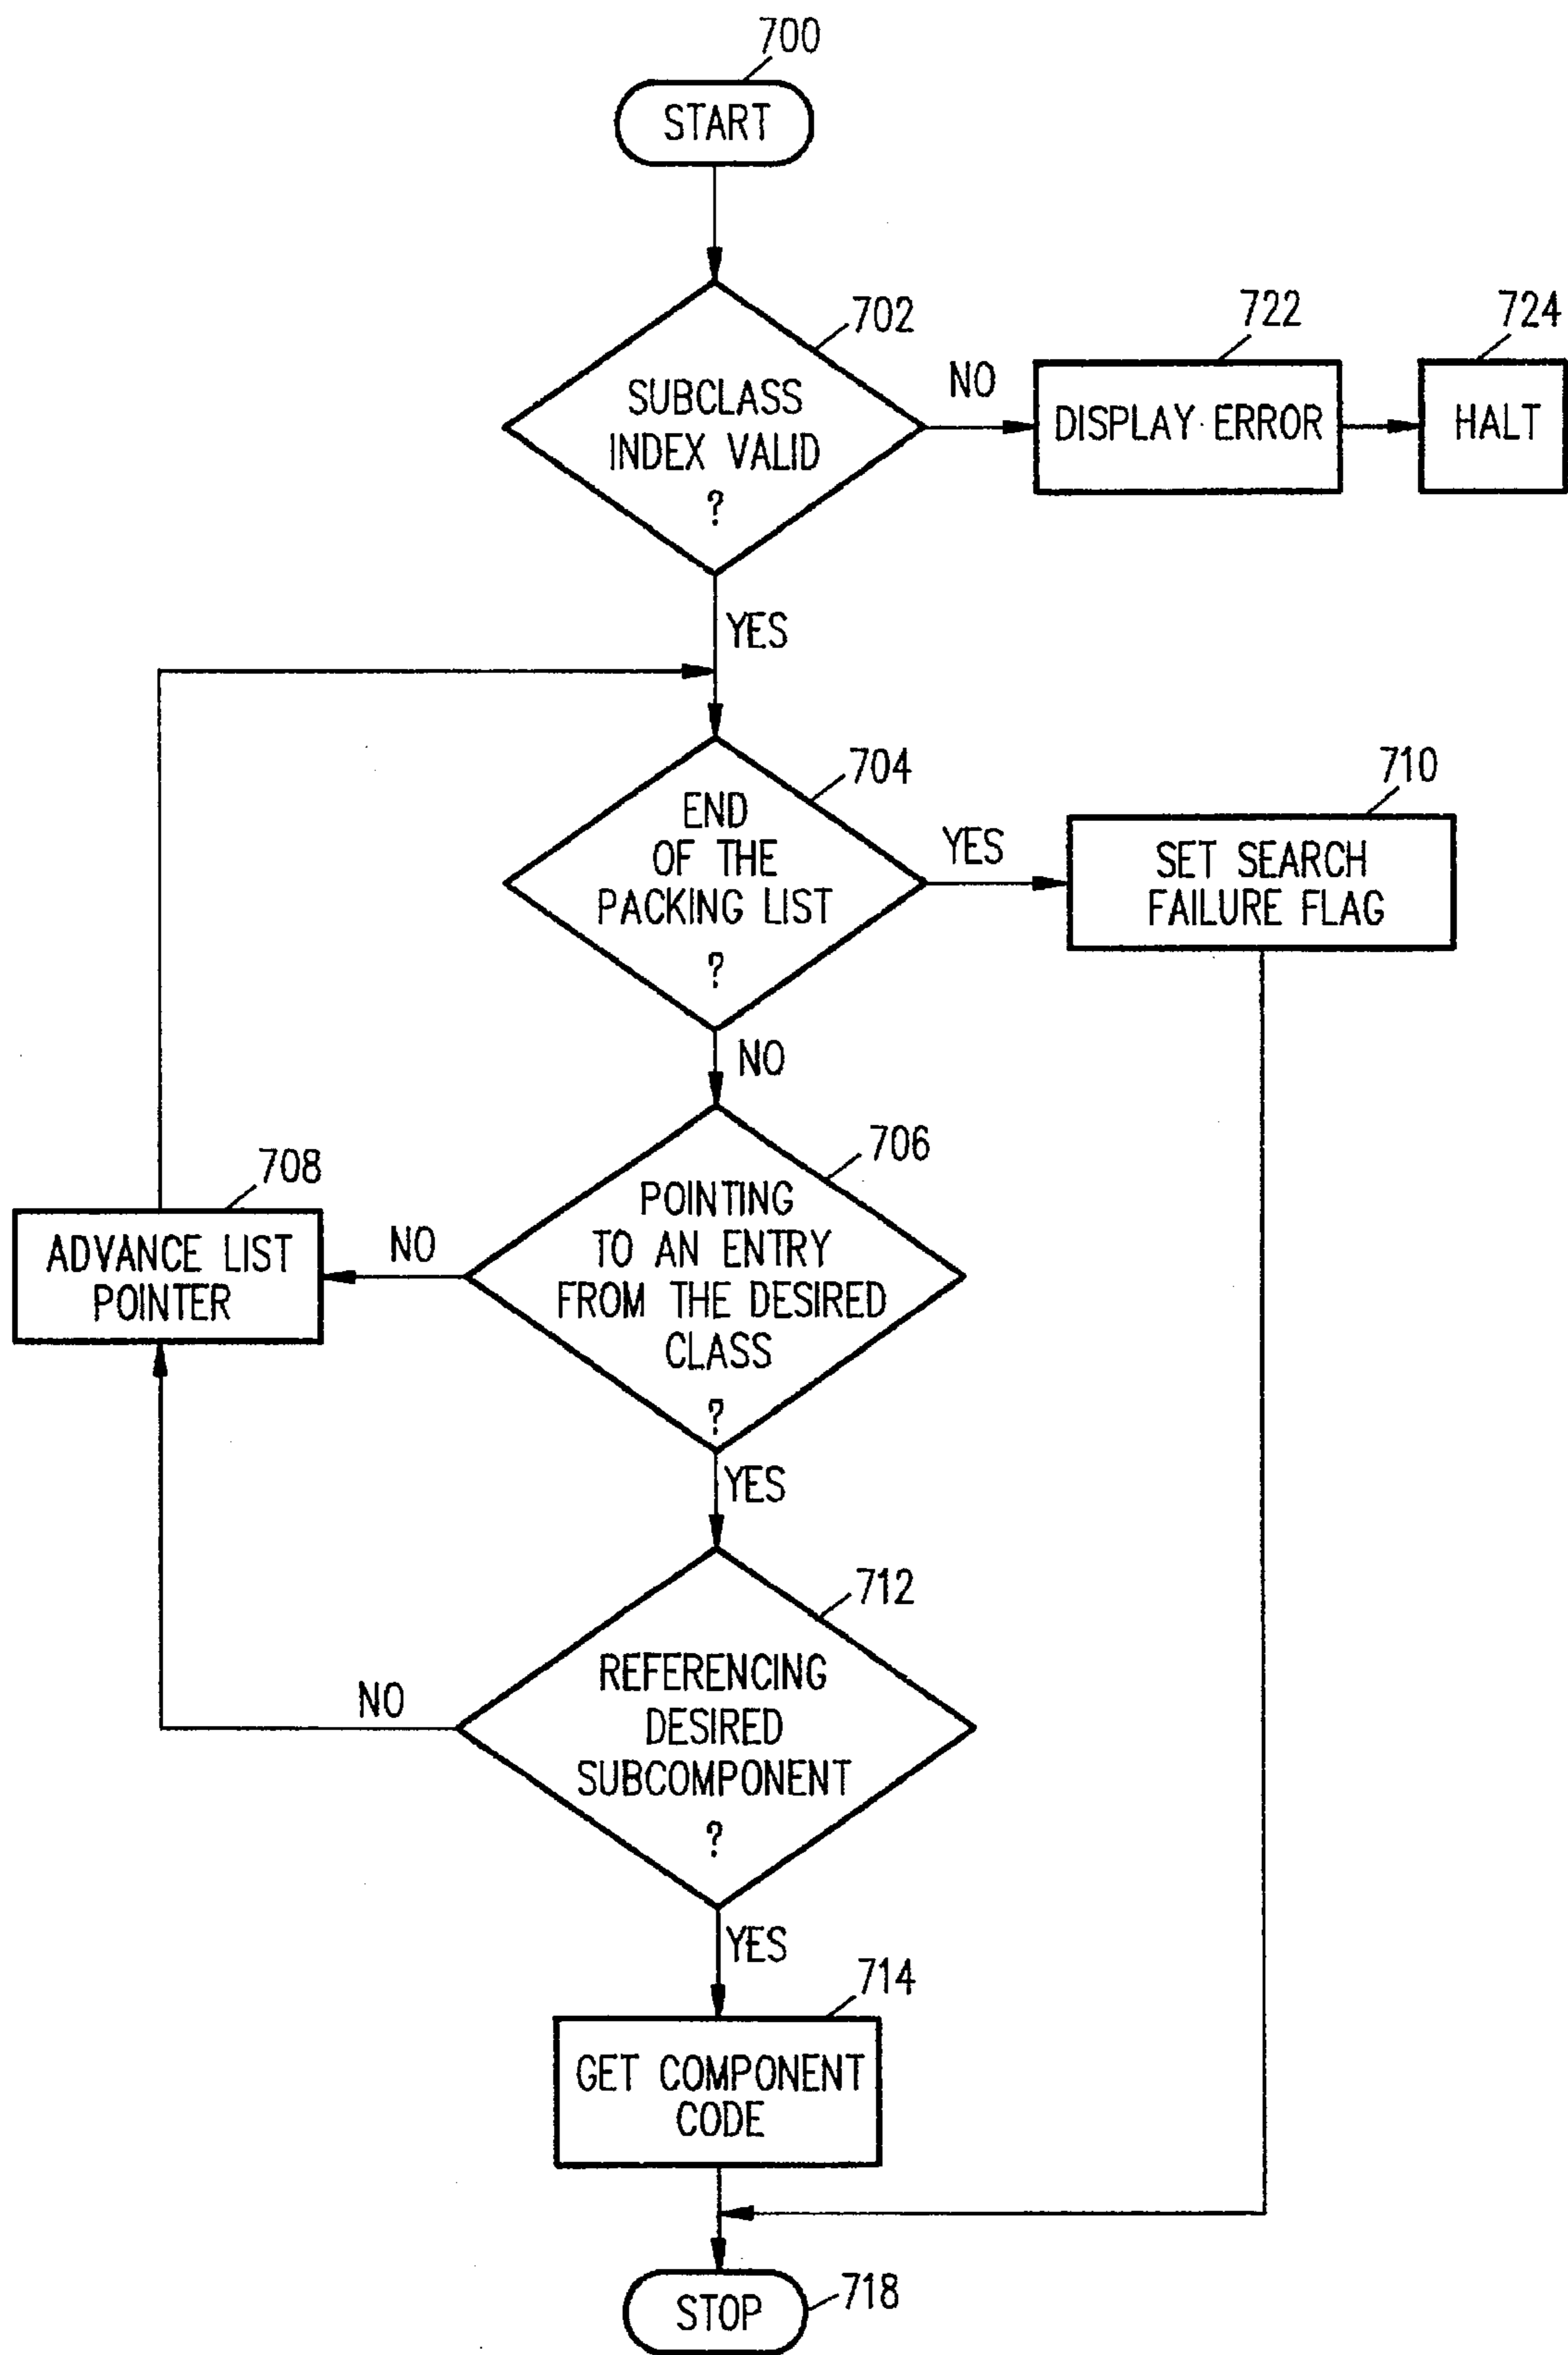 700
START
702
SUBCLASS
INDEX VALID
?
NO
722
DISPLAY ERROR
724
HALT
YES
704
END
OF THE
PACKING LIST
?
YES
710
SET SEARCH
FAILURE FLAG
NO
706
POINTING
TO AN ENTRY
FROM THE DESIRED
CLASS
?
NO
708
ADVANCE LIST
POINTER
YES
712
REFERENCING
DESIRED
SUBCOMPONENT
?
NO
YES
714
GET COMPONENT
CODE
STOP
718